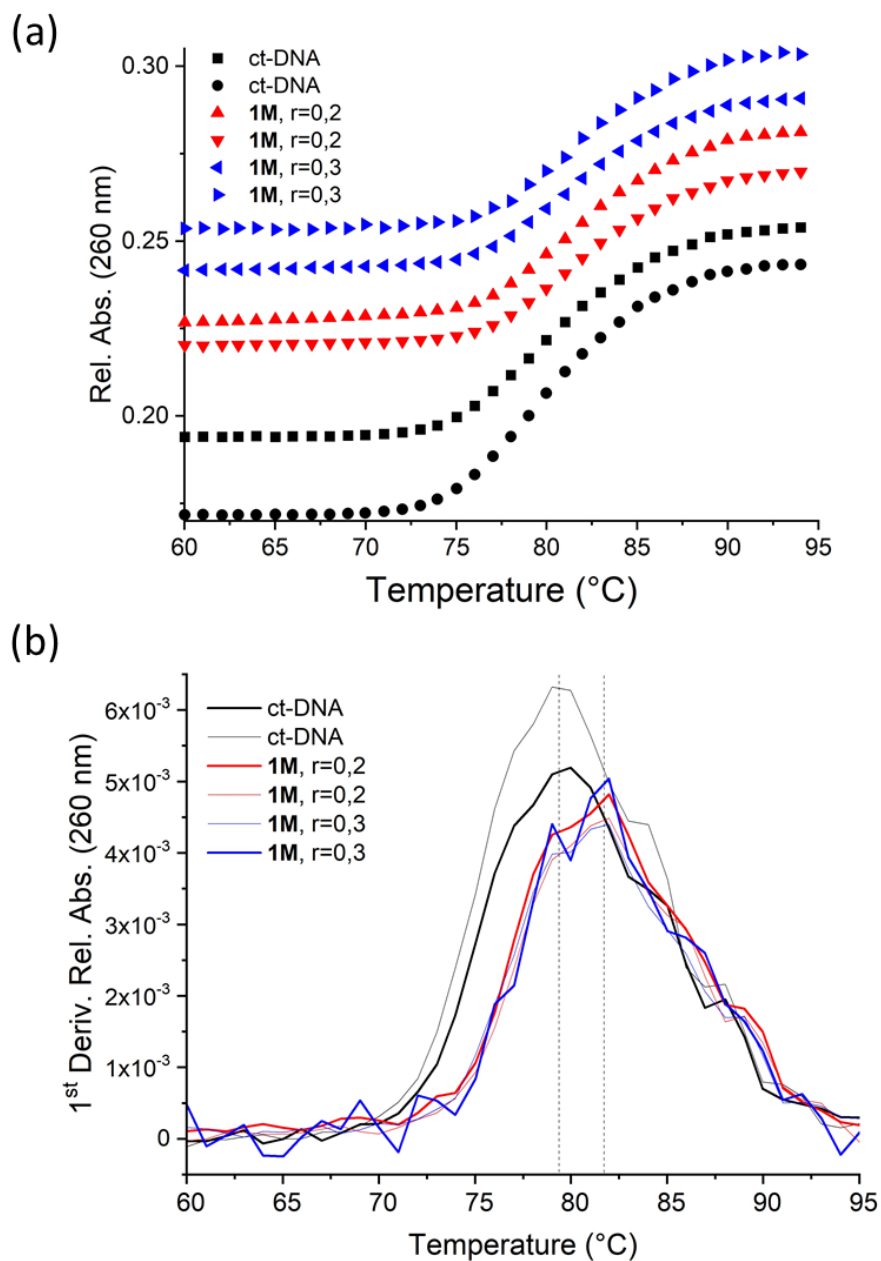 (a)
ct-DNA
ct-DNA
1M, r=0,2
1M, r=0,2
1M, r=0,3
1M, r=0,3
Rel. Abs. (260 nm)
0.30
0.25
0.20
60 65 70 75 80 85 90 95
Temperature (°C)
(b)
ct-DNA
ct-DNA
1M, r=0,2
1M, r=0,2
1M, r=0,3
1M, r=0,3
1st Deriv. Rel. Abs. (260 nm)
6x10-3
5x10-3
4x10-3
3x10-3
2x10-3
1x10-3
0
60 65 70 75 80 85 90 95
Temperature (°C)